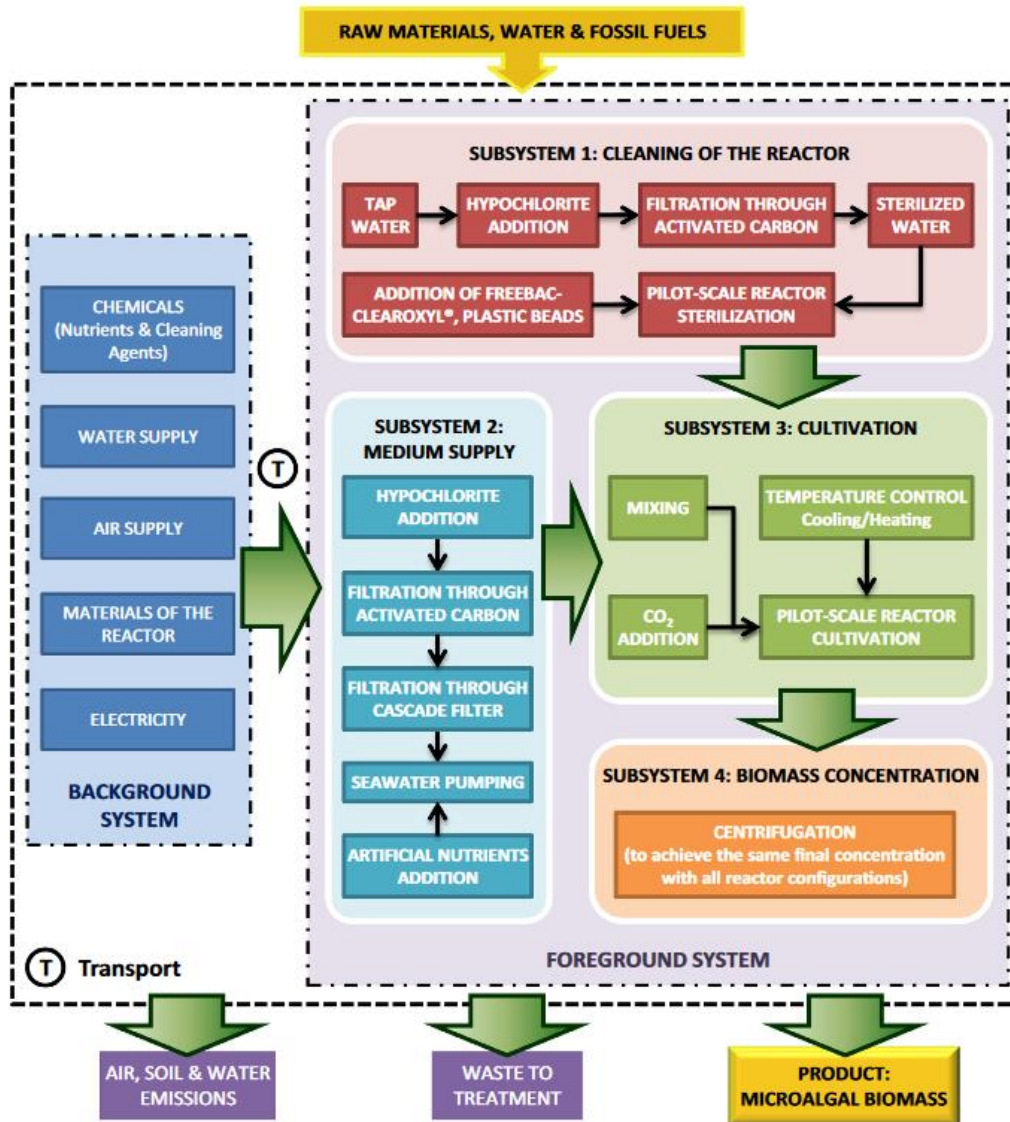 RAW MATERIALS, WATER & FOSSIL FUELS
SUBSYSTEM 1: CLEANING OF THE REACTOR
TAP
WATER
HYPOCHLORITE
ADDITION
FILTRATION THROUGH
ACTIVATED CARBON
STERILIZED
WATER
ADDITION OF FREEBAC-
CLEAROXYL®, PLASTIC BEADS
PILOT-SCALE REACTOR
STERILIZATION
CHEMICALS
(Nutrients & Cleaning
Agents)
WATER SUPPLY
AIR SUPPLY
MATERIALS OF THE
REACTOR
ELECTRICITY
BACKGROUND
SYSTEM
T
SUBSYSTEM 2:
MEDIUM SUPPLY
HYPOCHLORITE
ADDITION
FILTRATION THROUGH
ACTIVATED CARBON
FILTRATION THROUGH
CASCADE FILTER
SEAWATER PUMPING
ARTIFICIAL NUTRIENTS
ADDITION
SUBSYSTEM 3: CULTIVATION
MIXING
TEMPERATURE CONTROL
Cooling/Heating
CO₂
ADDITION
PILOT-SCALE REACTOR
CULTIVATION
SUBSYSTEM 4: BIOMASS CONCENTRATION
CENTRIFUGATION
(to achieve the same final concentration
with all reactor configurations)
FOREGROUND SYSTEM
T Transport
AIR, SOIL & WATER
EMISSIONS
WASTE TO
TREATMENT
PRODUCT:
MICROALGAL BIOMASS